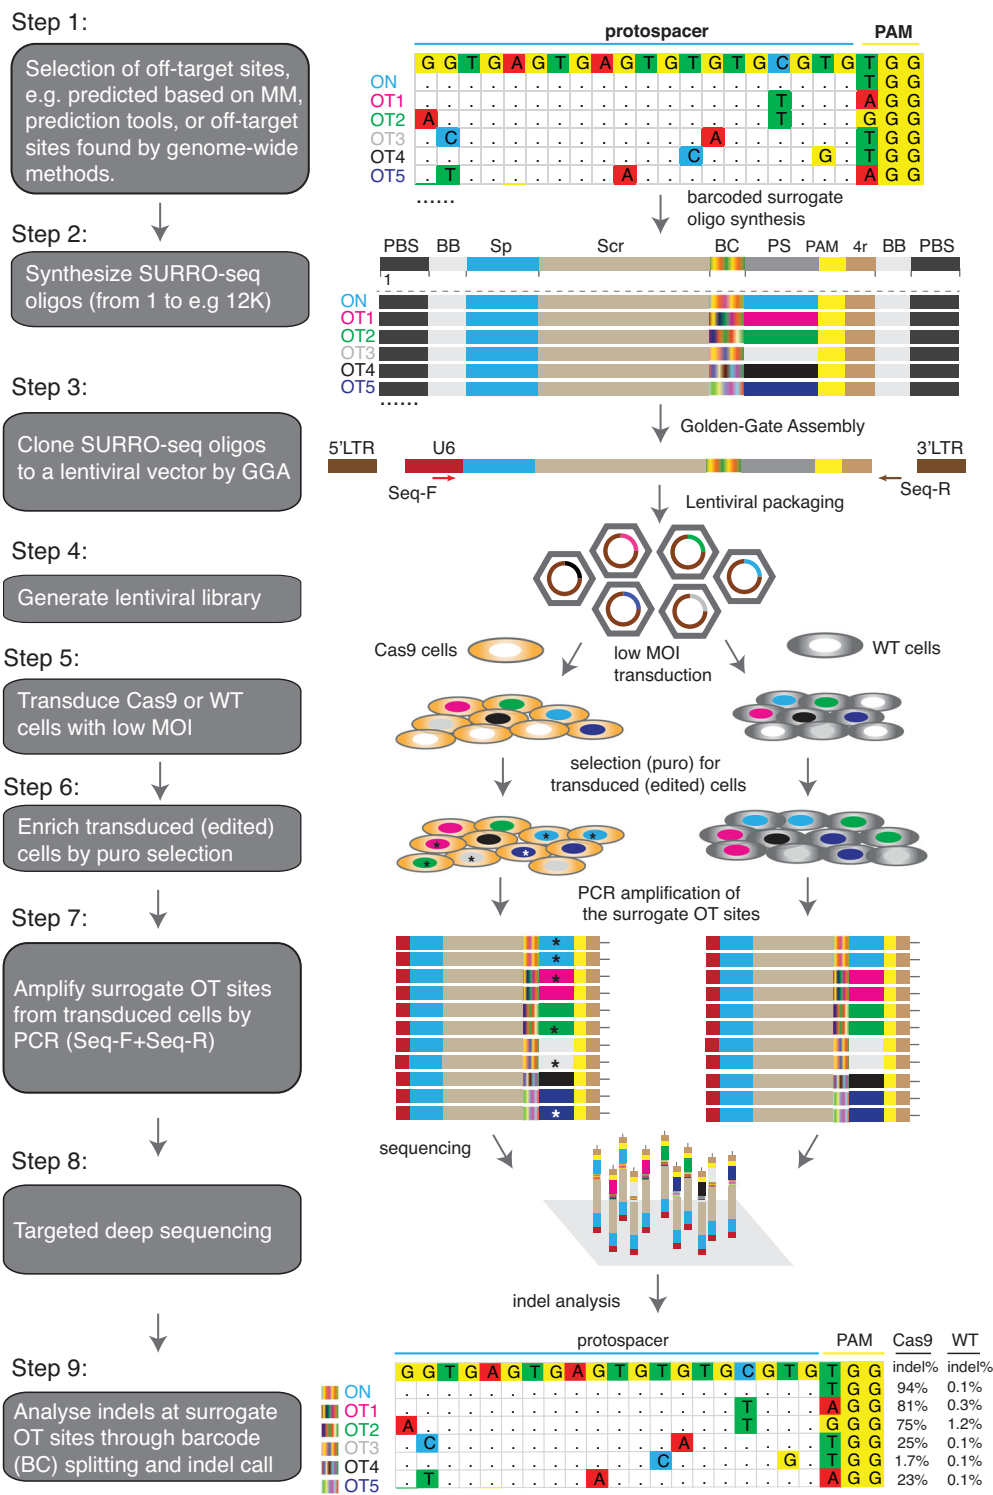 Step 1:
Selection of off-target sites,
e.g. predicted based on MM,
prediction tools, or off-target
sites found by genome-wide
methods.
Step 2:
Synthesize SURRO-seq
oligos (from 1 to e.g 12K)
Step 3:
Clone SURRO-seq oligos
to a lentiviral vector by GGA
Step 4:
Generate lentiviral library
Step 5:
Transduce Cas9 or WT
cells with low MOI
Step 6:
Enrich transduced (edited)
cells by puro selection
Step 7:
Amplify surrogate OT sites
from transduced cells by
PCR (Seq-F+Seq-R)
Step 8:
Targeted deep sequencing
Step 9:
Analyse indels at surrogate
OT sites through barcode
(BC) splitting and indel call
protospacer PAM
G G T G A G T G A G T G T G T G C G T G T G G
ON . . . . . . . . . . . . . . . . . . . . T G G
OT1 . . . . . . . . . . . . . . . . T . . . A G G
OT2 A . . . . . . . . . . . . . . . T . . . G G G
OT3 . C . . . . . . . . . . . A . . . . . . T G G
OT4 . . . . . . . . . . . . C . . . . . G . T G G
OT5 . T . . . . . . . A . . . . . . . . . . A G G
......
barcoded surrogate
oligo synthesis
PBS BB Sp Scr BC PS PAM 4r BB PBS
1
ON
OT1
OT2
OT3
OT4
OT5
......
Golden-Gate Assembly
5'LTR U6 3'LTR
Seq-F Seq-R
Lentiviral packaging
Cas9 cells low MOI WT cells
transduction
selection (puro) for
transduced (edited) cells
* * * * * *
PCR amplification of
the surrogate OT sites
*
*
*
*
*
*
sequencing
indel analysis
protospacer PAM Cas9 WT
indel% indel%
G G T G A G T G A G T G T G T G C G T G T G G
ON . . . . . . . . . . . . . . . . . . . . T G G 94% 0.1%
OT1 . . . . . . . . . . . . . . . . T . . . A G G 81% 0.3%
OT2 A . . . . . . . . . . . . . . . T . . . G G G 75% 1.2%
OT3 . C . . . . . . . . . . . A . . . . . . T G G 25% 0.1%
OT4 . . . . . . . . . . . . C . . . . . G . T G G 1.7% 0.1%
OT5 . T . . . . . . . A . . . . . . . . . . A G G 23% 0.1%